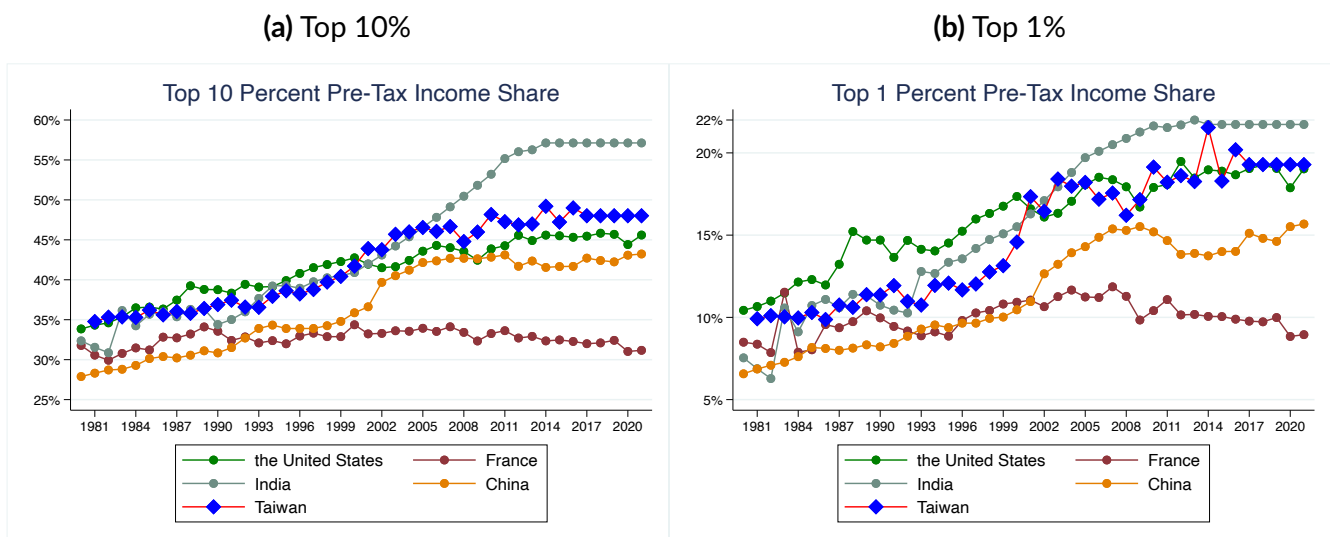 (a) Top 10%
Top 10 Percent Pre-Tax Income Share
60%
55%
50%
45%
40%
35%
30%
25%
1981 1984 1987 1990 1993 1996 1999 2002 2005 2008 2011 2014 2017 2020
the United States France
India China
Taiwan
(b) Top 1%
Top 1 Percent Pre-Tax Income Share
22%
20%
15%
10%
5%
1981 1984 1987 1990 1993 1996 1999 2002 2005 2008 2011 2014 2017 2020
the United States France
India China
Taiwan